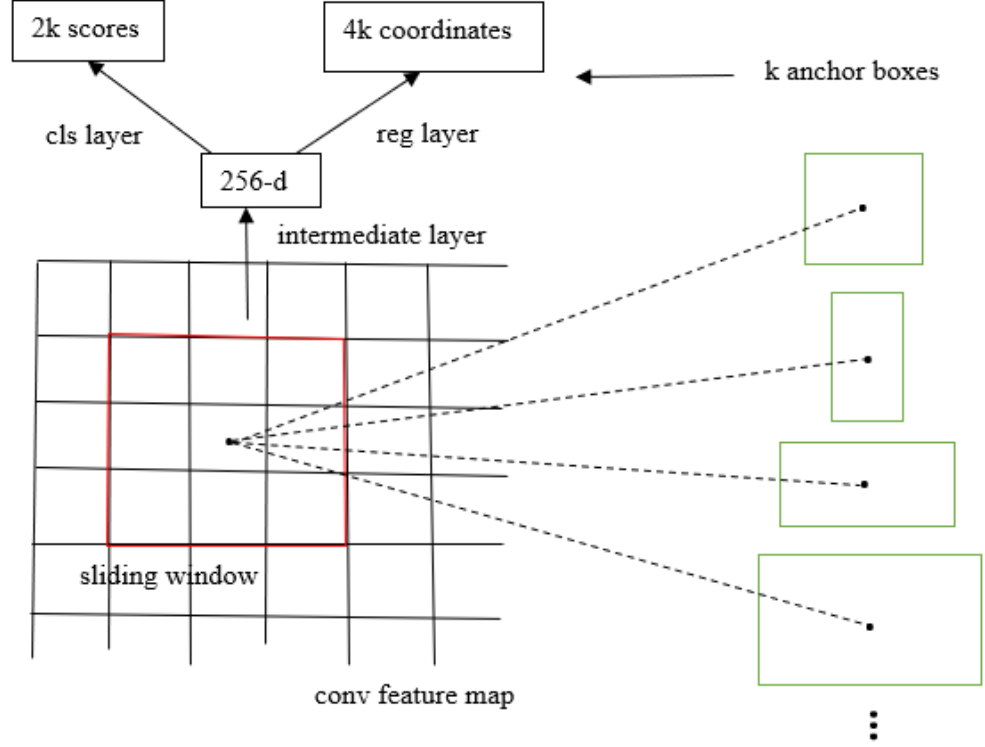 2k scores
4k coordinates
k anchor boxes
cls layer
reg layer
256-d
intermediate layer
sliding window
conv feature map